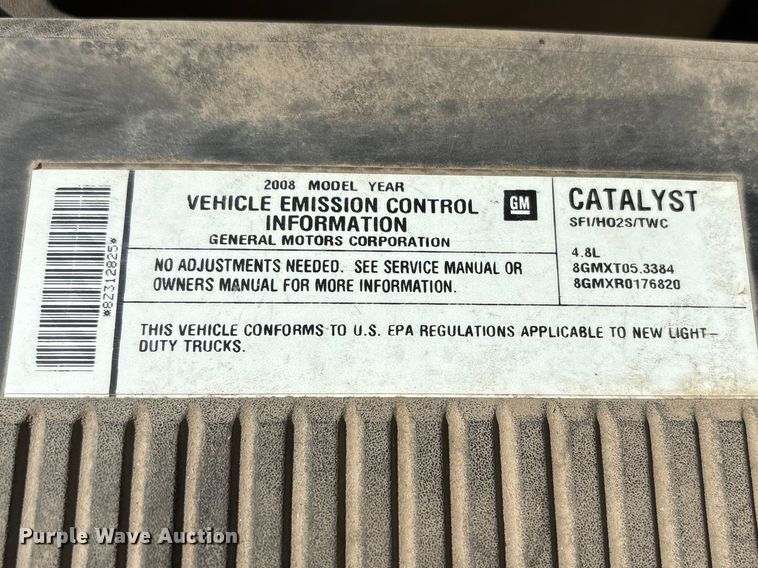 *8Z312825*
2008 MODEL YEAR
VEHICLE EMISSION CONTROL
INFORMATION
GENERAL MOTORS CORPORATION
GM
CATALYST
SFI/HO2S/TWC
4.8L
8GMXT05.3384
8GMXR0176820
NO ADJUSTMENTS NEEDED. SEE SERVICE MANUAL OR
OWNERS MANUAL FOR MORE INFORMATION.
THIS VEHICLE CONFORMS TO U.S. EPA REGULATIONS APPLICABLE TO NEW LIGHT-
DUTY TRUCKS.
Purple Wave Auction